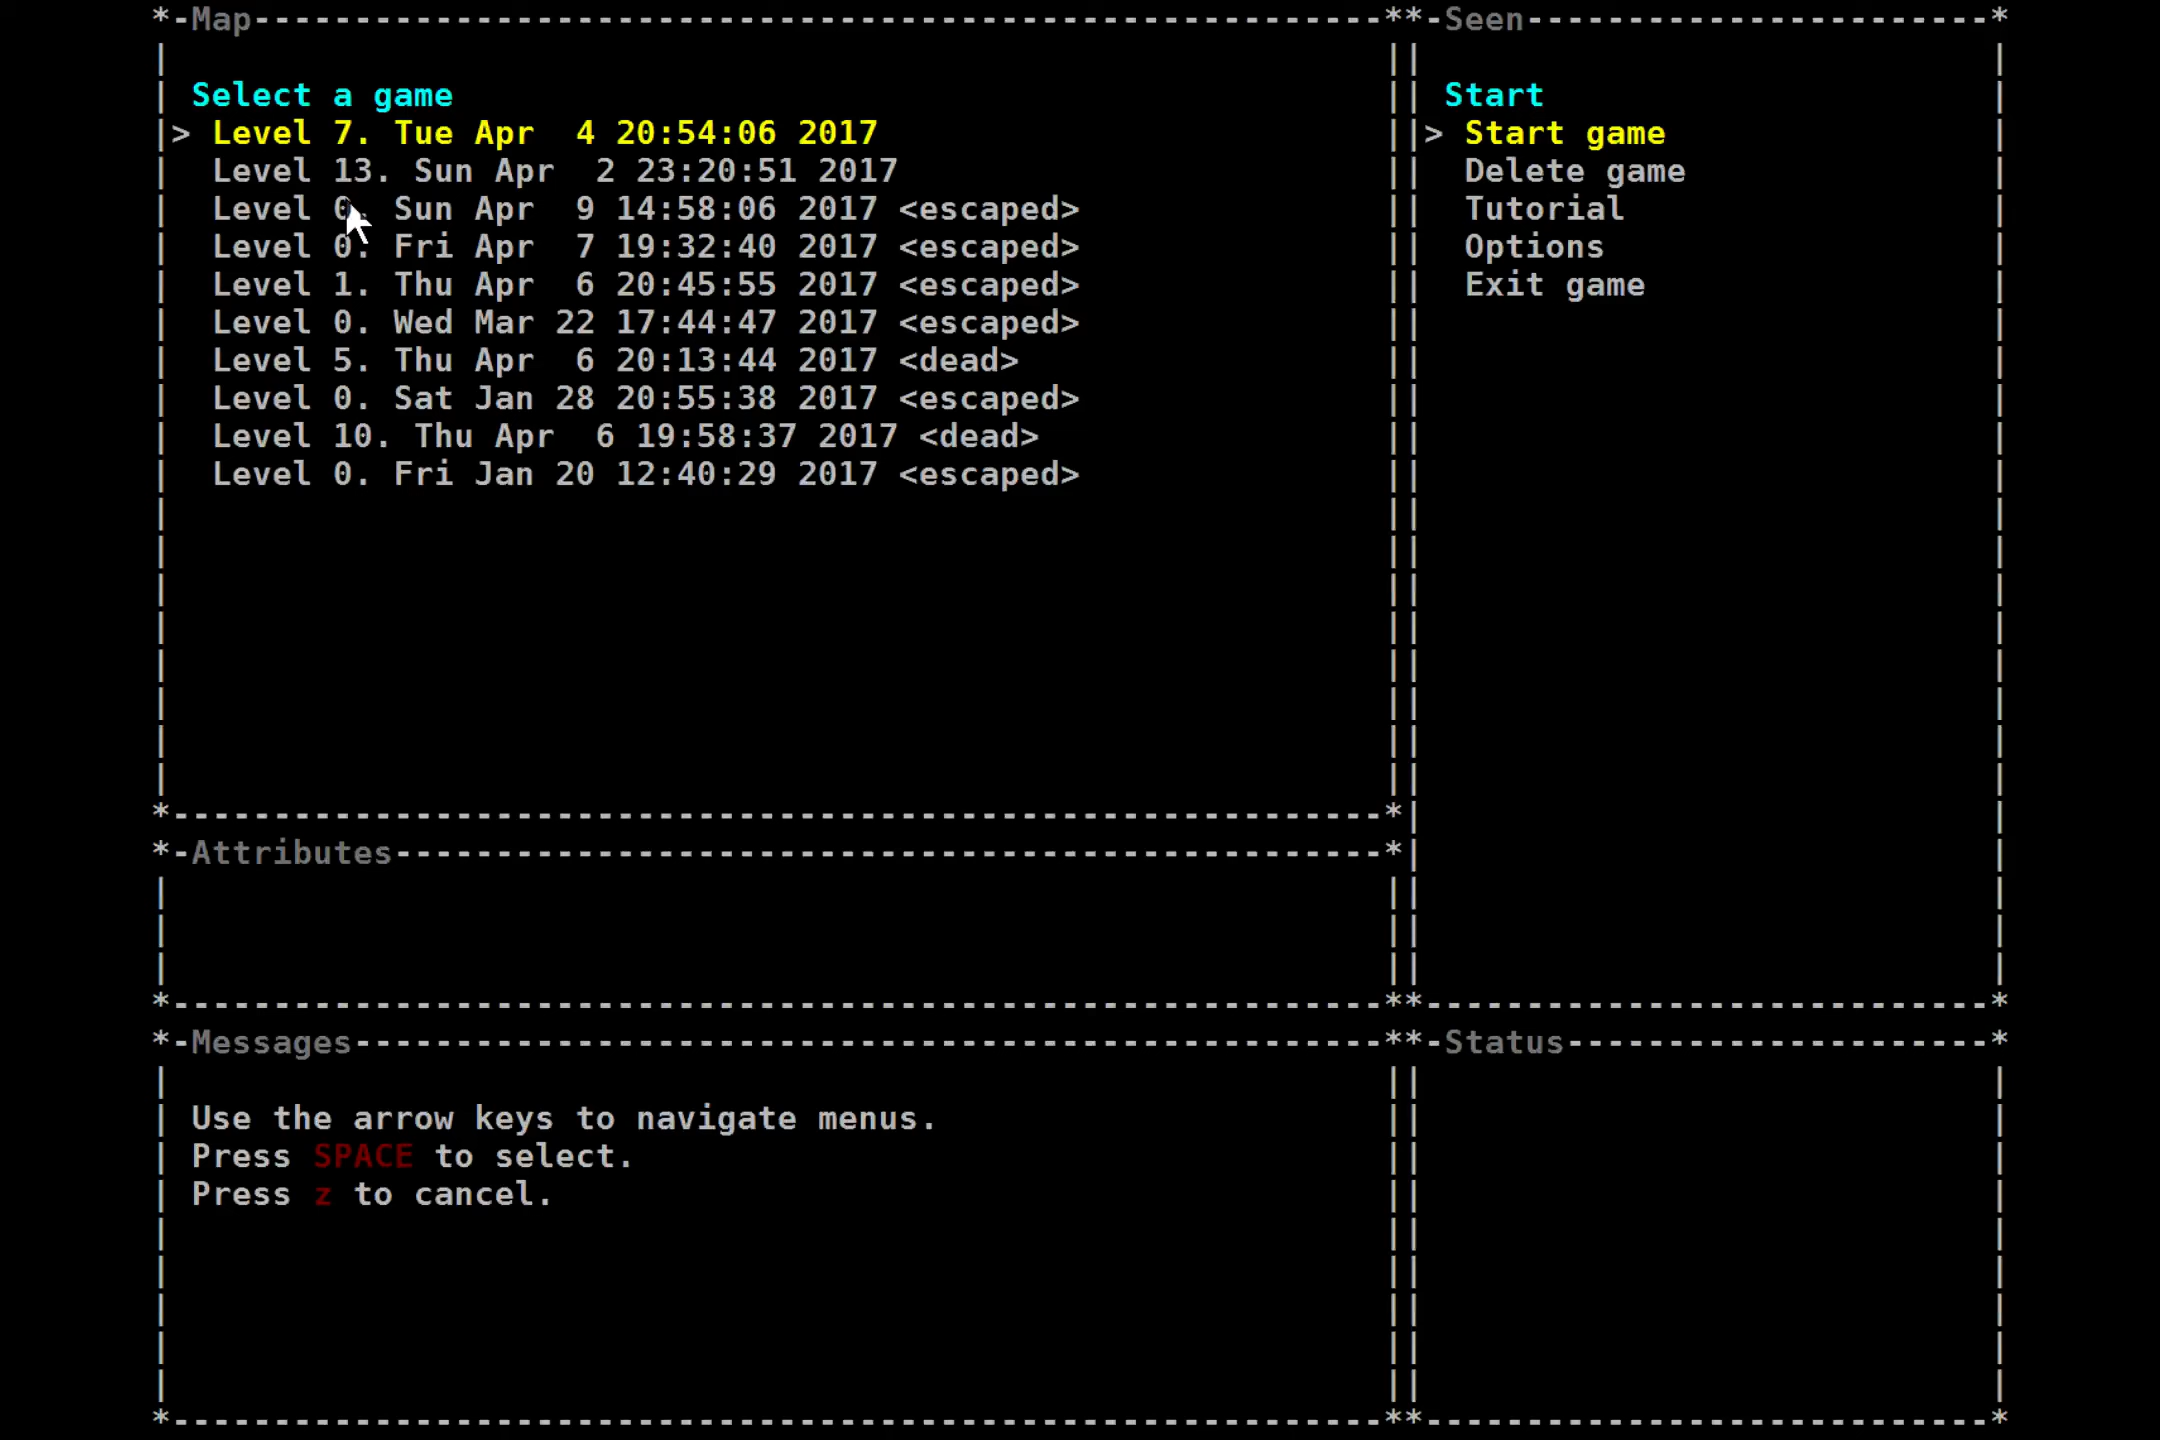 Map
Select a game
> Level 7. Tue Apr  4 20:54:06 2017
Level 13. Sun Apr  2 23:20:51 2017
Level 0. Sun Apr  9 14:58:06 2017 <escaped>
Level 0. Fri Apr  7 19:32:40 2017 <escaped>
Level 1. Thu Apr  6 20:45:55 2017 <escaped>
Level 0. Wed Mar 22 17:44:47 2017 <escaped>
Level 5. Thu Apr  6 20:13:44 2017 <dead>
Level 0. Sat Jan 28 20:55:38 2017 <escaped>
Level 10. Thu Apr  6 19:58:37 2017 <dead>
Level 0. Fri Jan 20 12:40:29 2017 <escaped>
Seen
Start
> Start game
Delete game
Tutorial
Options
Exit game
Attributes
Messages
Use the arrow keys to navigate menus.
Press SPACE to select.
Press z to cancel.
Status